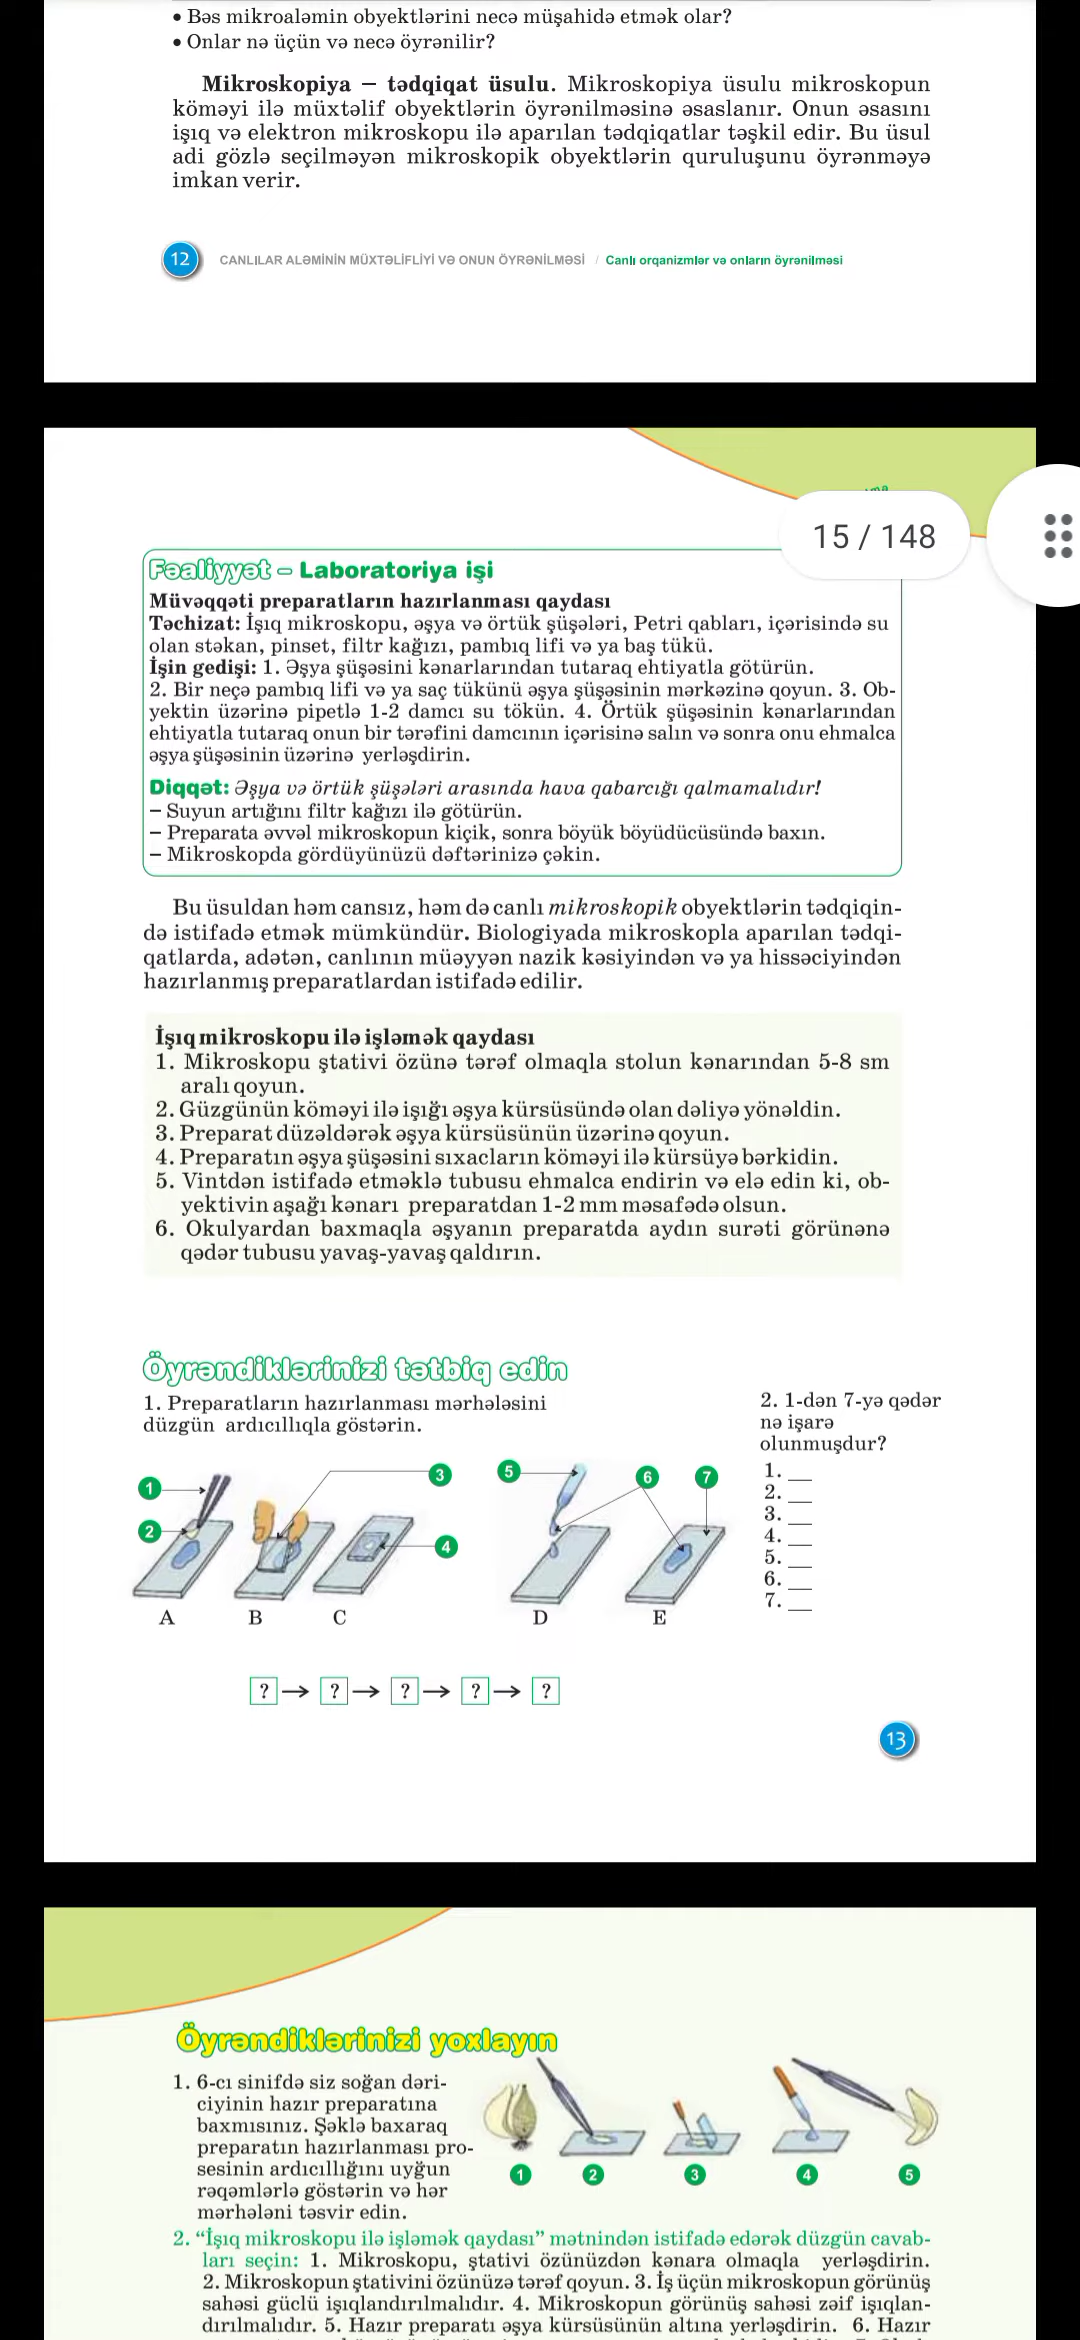 • Bəs mikroaləmin obyektlərini necə müşahidə etmək olar?
• Onlar nə üçün və necə öyrənilir?
Mikroskopiya – tədqiqat üsulu. Mikroskopiya üsulu mikroskopun
köməyi ilə müxtəlif obyektlərin öyrənilməsinə əsaslanır. Onun əsasını
işıq və elektron mikroskopu ilə aparılan tədqiqatlar təşkil edir. Bu üsul
adi gözlə seçilməyən mikroskopik obyektlərin quruluşunu öyrənməyə
imkan verir.
12 CANLILAR ALƏMİNİN MÜXTƏLİFLİYİ VƏ ONUN ÖYRƏNİLMƏSİ / Canlı orqanizmlər və onların öyrənilməsi
15 / 148
Fəaliyyət – Laboratoriya işi
Müvəqqəti preparatların hazırlanması qaydası
Təchizat: İşıq mikroskopu, əşya və örtük şüşələri, Petri qabları, içərisində su
olan stəkan, pinset, filtr kağızı, pambıq lifi və ya baş tükü.
İşin gedişi: 1. Əşya şüşəsini kənarlarından tutaraq ehtiyatla götürün.
2. Bir neçə pambıq lifi və ya saç tükünü əşya şüşəsinin mərkəzinə qoyun. 3. Ob-
yektin üzərinə pipetlə 1-2 damcı su tökün. 4. Örtük şüşəsinin kənarlarından
ehtiyatla tutaraq onun bir tərəfini damcının içərisinə salın və sonra onu ehmalca
əşya şüşəsinin üzərinə yerləşdirin.
Diqqət: Əşya və örtük şüşələri arasında hava qabarcığı qalmamalıdır!
– Suyun artığını filtr kağızı ilə götürün.
– Preparata əvvəl mikroskopun kiçik, sonra böyük böyüdücüsündə baxın.
– Mikroskopda gördüyünüzü dəftərinizə çəkin.
Bu üsuldan həm cansız, həm də canlı mikroskopik obyektlərin tədqiqin-
də istifadə etmək mümkündür. Biologiyada mikroskopla aparılan tədqi-
qatlarda, adətən, canlının müəyyən nazik kəsiyindən və ya hissəciyindən
hazırlanmış preparatlardan istifadə edilir.
İşıq mikroskopu ilə işləmək qaydası
1. Mikroskopu ştativi özünə tərəf olmaqla stolun kənarından 5-8 sm
aralı qoyun.
2. Güzgünün köməyi ilə işığı əşya kürsüsündə olan dəliyə yönəldin.
3. Preparat düzəldərək əşya kürsüsünün üzərinə qoyun.
4. Preparatın əşya şüşəsini sıxacların köməyi ilə kürsüyə bərkidin.
5. Vintdən istifadə etməklə tubusu ehmalca endirin və elə edin ki, ob-
yektivin aşağı kənarı preparatdan 1-2 mm məsafədə olsun.
6. Okulyardan baxmaqla əşyanın preparatda aydın surəti görünənə
qədər tubusu yavaş-yavaş qaldırın.
Öyrəndiklərinizi tətbiq edin
1. Preparatların hazırlanması mərhələsini
düzgün ardıcıllıqla göstərin.
1
2
3
4
5
6
7
A B C D E
? → ? → ? → ? → ?
2. 1-dən 7-yə qədər
nə işarə
olunmuşdur?
1. __
2. __
3. __
4. __
5. __
6. __
7. __
13
Öyrəndiklərinizi yoxlayın
1. 6-cı sinifdə siz soğan dəri-
ciyinin hazır preparatına
baxmısınız. Şəklə baxaraq
preparatın hazırlanması pro-
sesinin ardıcıllığını uyğun
rəqəmlərlə göstərin və hər
mərhələni təsvir edin.
1 2 3 4 5
2. “İşıq mikroskopu ilə işləmək qaydası” mətnindən istifadə edərək düzgün cavab-
ları seçin: 1. Mikroskopu, ştativi özünüzdən kənara olmaqla yerləşdirin.
2. Mikroskopun ştativini özünüzə tərəf qoyun. 3. İş üçün mikroskopun görünüş
sahəsi güclü işıqlandırılmalıdır. 4. Mikroskopun görünüş sahəsi zəif işıqlan-
dırılmalıdır. 5. Hazır preparatı əşya kürsüsünün altına yerləşdirin. 6. Hazır